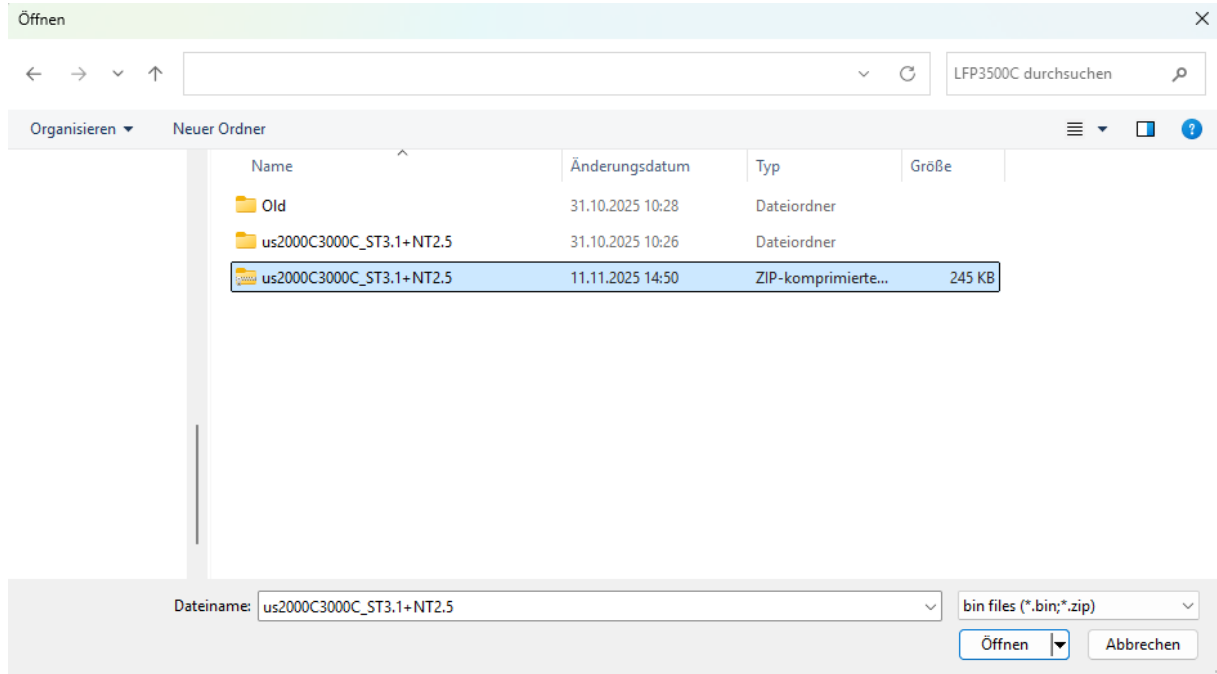 Öffnen
LFP3500C durchsuchen
Organisieren Neuer Ordner
Name Änderungsdatum Typ Größe
Old 31.10.2025 10:28 Dateiordner
us2000C3000C_ST3.1+NT2.5 31.10.2025 10:26 Dateiordner
us2000C3000C_ST3.1+NT2.5 11.11.2025 14:50 ZIP-komprimierte... 245 KB
Dateiname: us2000C3000C_ST3.1+NT2.5 bin files (*.bin;*.zip)
Öffnen Abbrechen